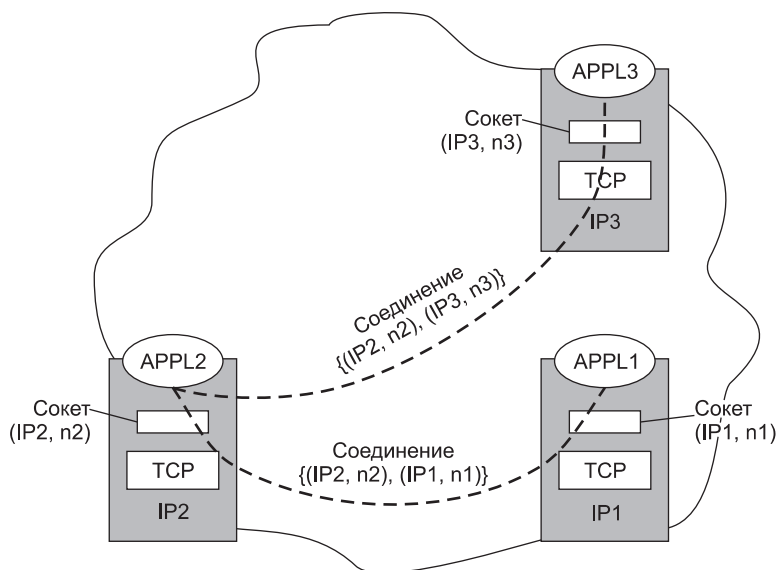 APPL3
Сокет
(IP3, n3)
TCP
IP3
Соединение
{(IP2, n2), (IP3, n3)}
APPL2
APPL1
Сокет
(IP2, n2)
Сокет
(IP1, n1)
Соединение
{(IP2, n2), (IP1, n1)}
TCP
TCP
IP2
IP1